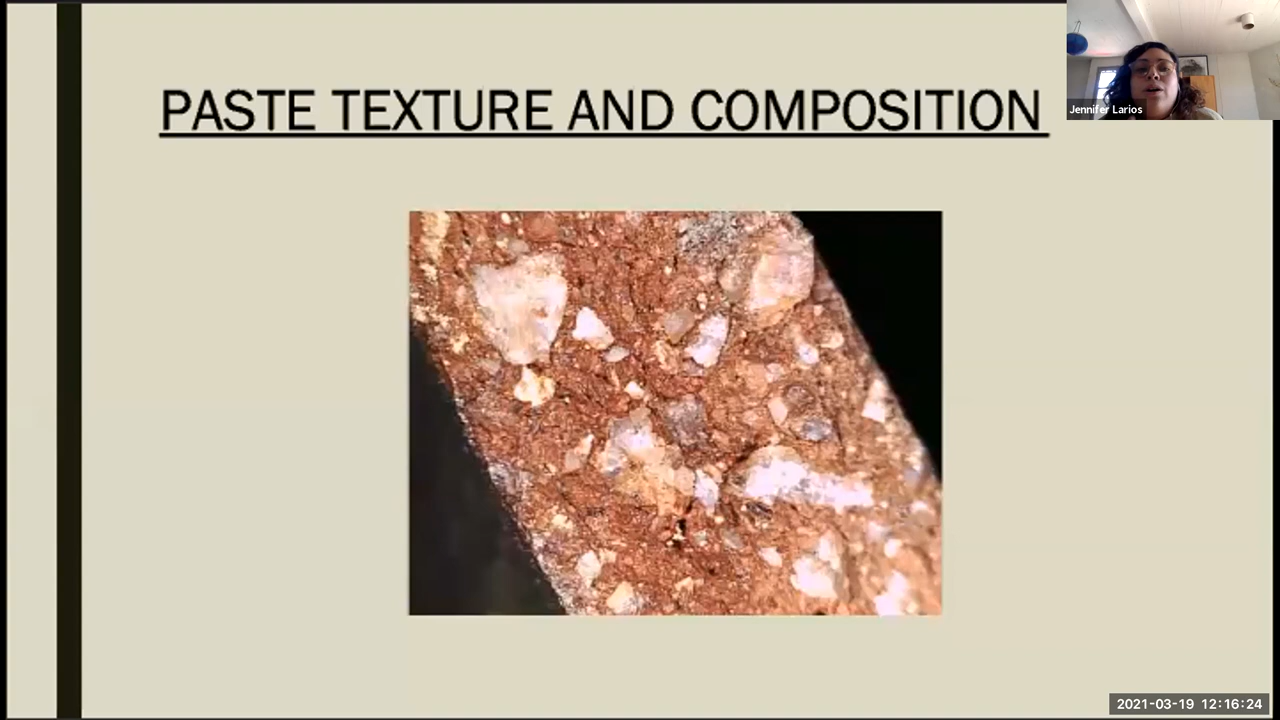 PASTE TEXTURE AND COMPOSITION
Jennifer Larios
2021-03-19 12:16:24